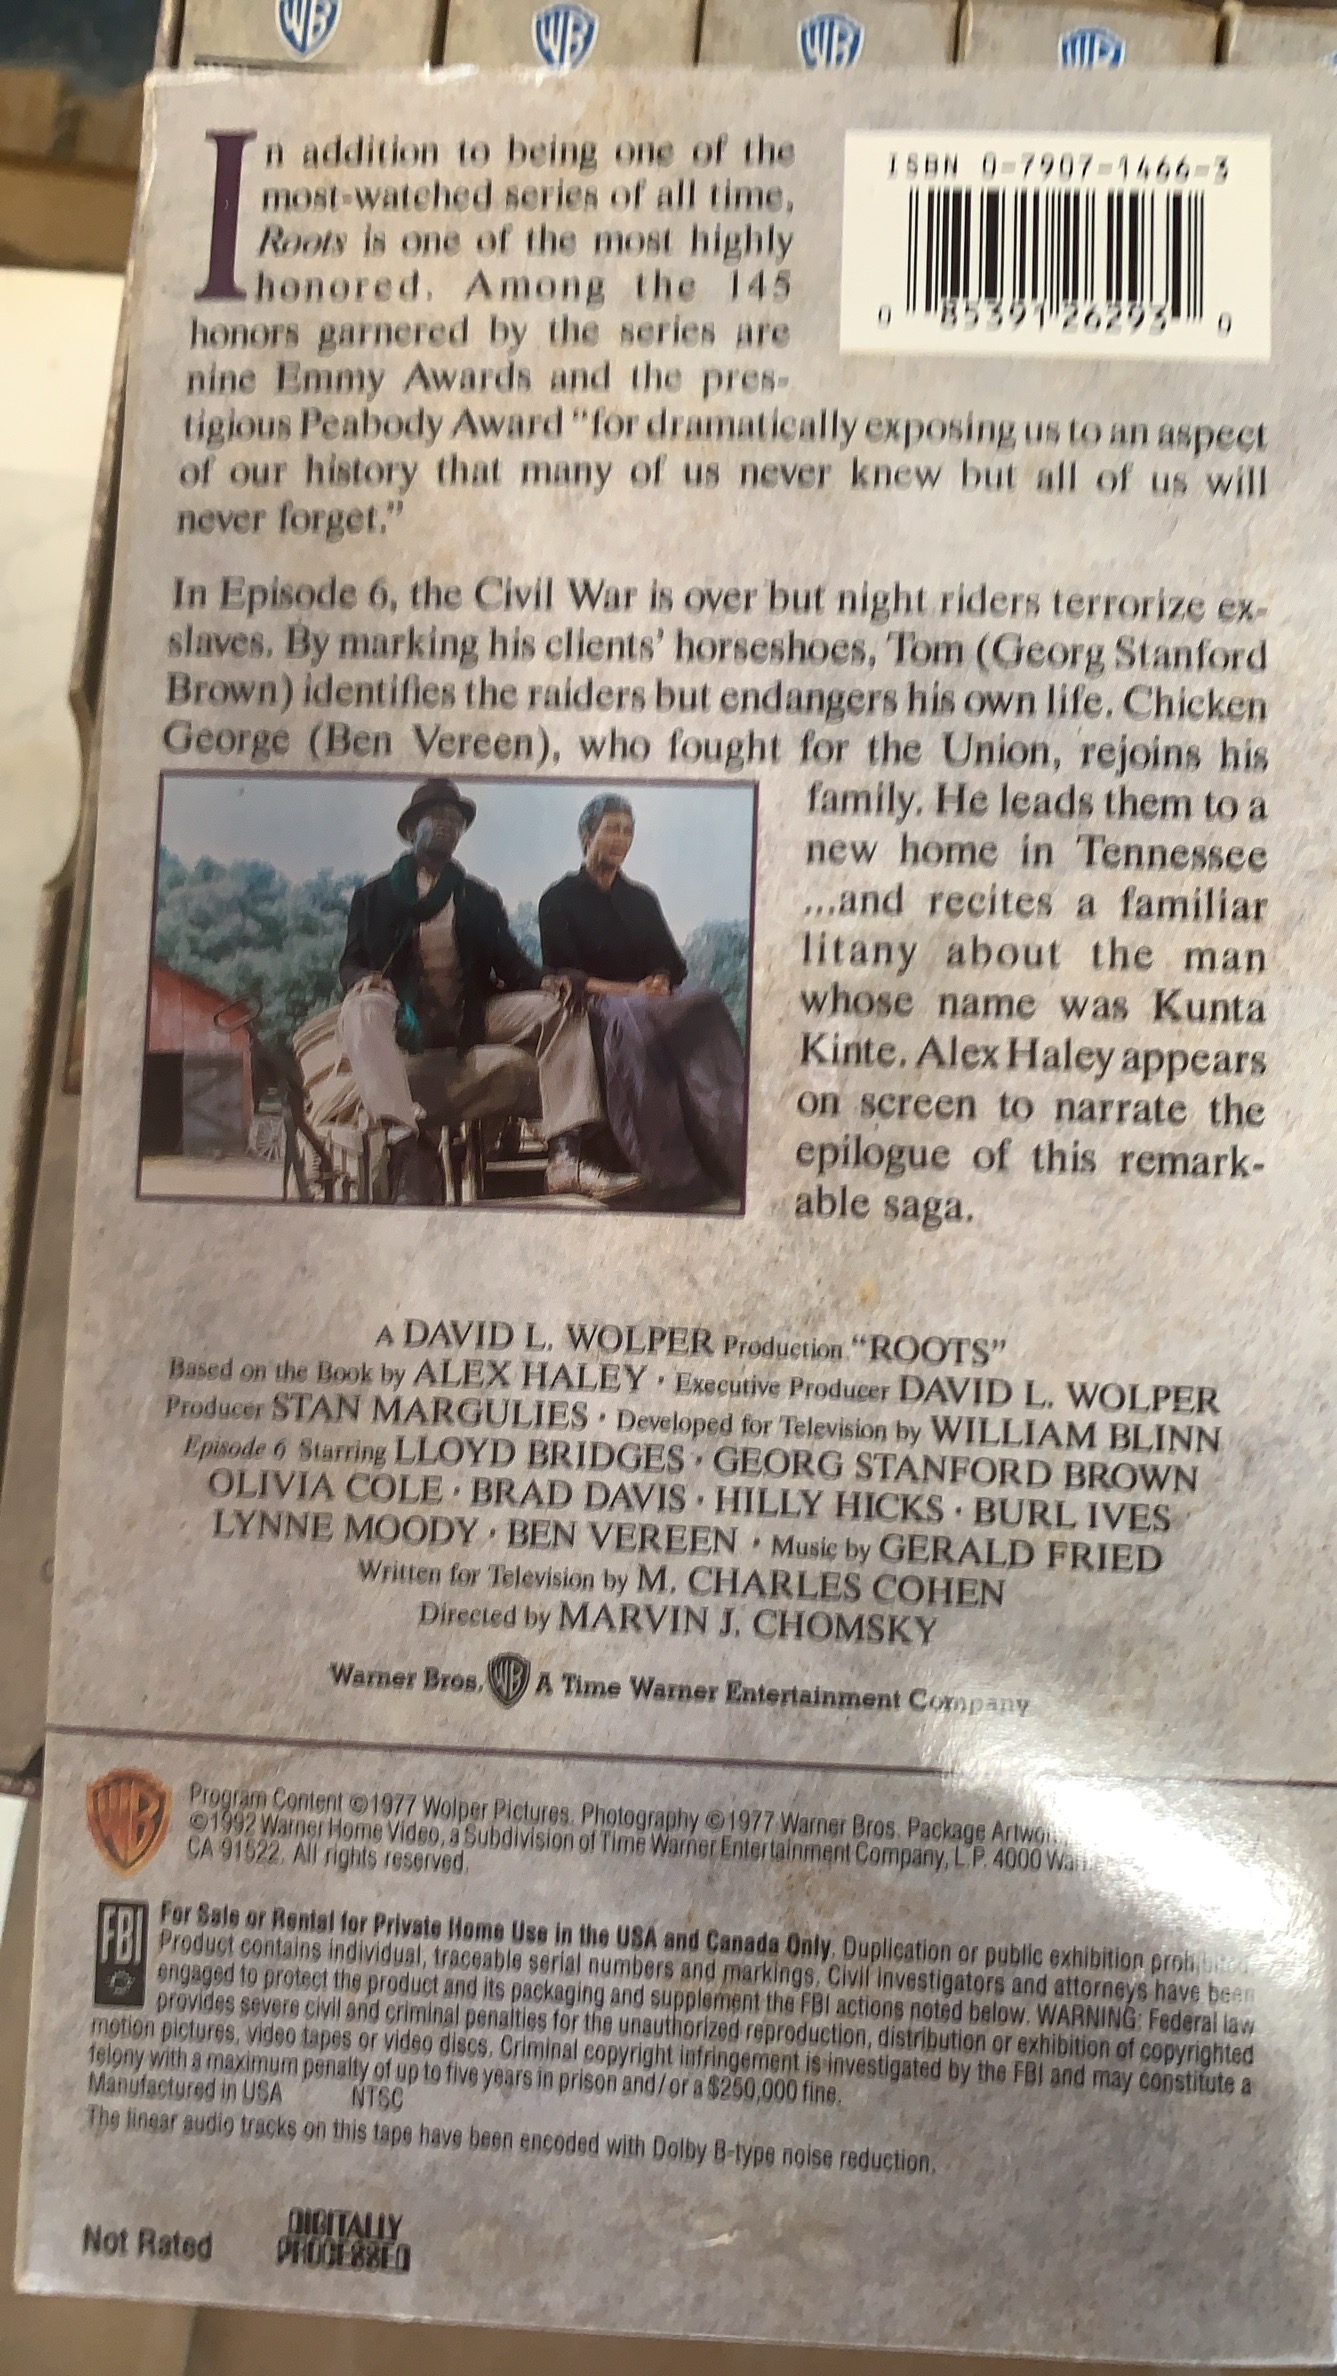 In addition to being one of the
most-watched series of all time,
Roots is one of the most highly
honored. Among the 145
honors garnered by the series are
nine Emmy Awards and the pres-
tigious Peabody Award "for dramatically exposing us to an aspect
of our history that many of us never knew but all of us will
never forget."
ISBN 0-7907-1466-3
0 85391 26293 0
In Episode 6, the Civil War is over but night riders terrorize ex-
slaves. By marking his clients' horseshoes, Tom (Georg Stanford
Brown) identifies the raiders but endangers his own life. Chicken
George (Ben Vereen), who fought for the Union, rejoins his
family. He leads them to a
new home in Tennessee
...and recites a familiar
litany about the man
whose name was Kunta
Kinte. Alex Haley appears
on screen to narrate the
epilogue of this remark-
able saga.
A DAVID L. WOLPER Production "ROOTS"
Based on the Book by ALEX HALEY · Executive Producer DAVID L. WOLPER
Producer STAN MARGULIES · Developed for Television by WILLIAM BLINN
Episode 6 Starring LLOYD BRIDGES · GEORG STANFORD BROWN
OLIVIA COLE · BRAD DAVIS · HILLY HICKS · BURL IVES
LYNNE MOODY · BEN VEREEN · Music by GERALD FRIED
Written for Television by M. CHARLES COHEN
Directed by MARVIN J. CHOMSKY
Warner Bros. WB A Time Warner Entertainment Company
WB
Program Content ©1977 Wolper Pictures. Photography ©1977 Warner Bros. Package
©1992 Warner Home Video, a Subdivision of Time Warner Entertainment Company, L.P. 4000
CA 91522. All rights reserved.
FBI
For Sale or Rental for Private Home Use in the USA and Canada Only. Duplication or public exhibition prohibited.
Product contains individual, traceable serial numbers and markings. Civil investigators and attorneys have been
engaged to protect the product and its packaging and supplement the FBI actions noted below. WARNING: Federal law
provides severe civil and criminal penalties for the unauthorized reproduction, distribution or exhibition of copyrighted
motion pictures, video tapes or video discs. Criminal copyright infringement is investigated by the FBI and may constitute a
felony with a maximum penalty of up to five years in prison and/or a $250,000 fine.
Manufactured in USA NTSC
The linear audio tracks on this tape have been encoded with Dolby B-type noise reduction.
Not Rated
DIGITALLY
PROCESSED